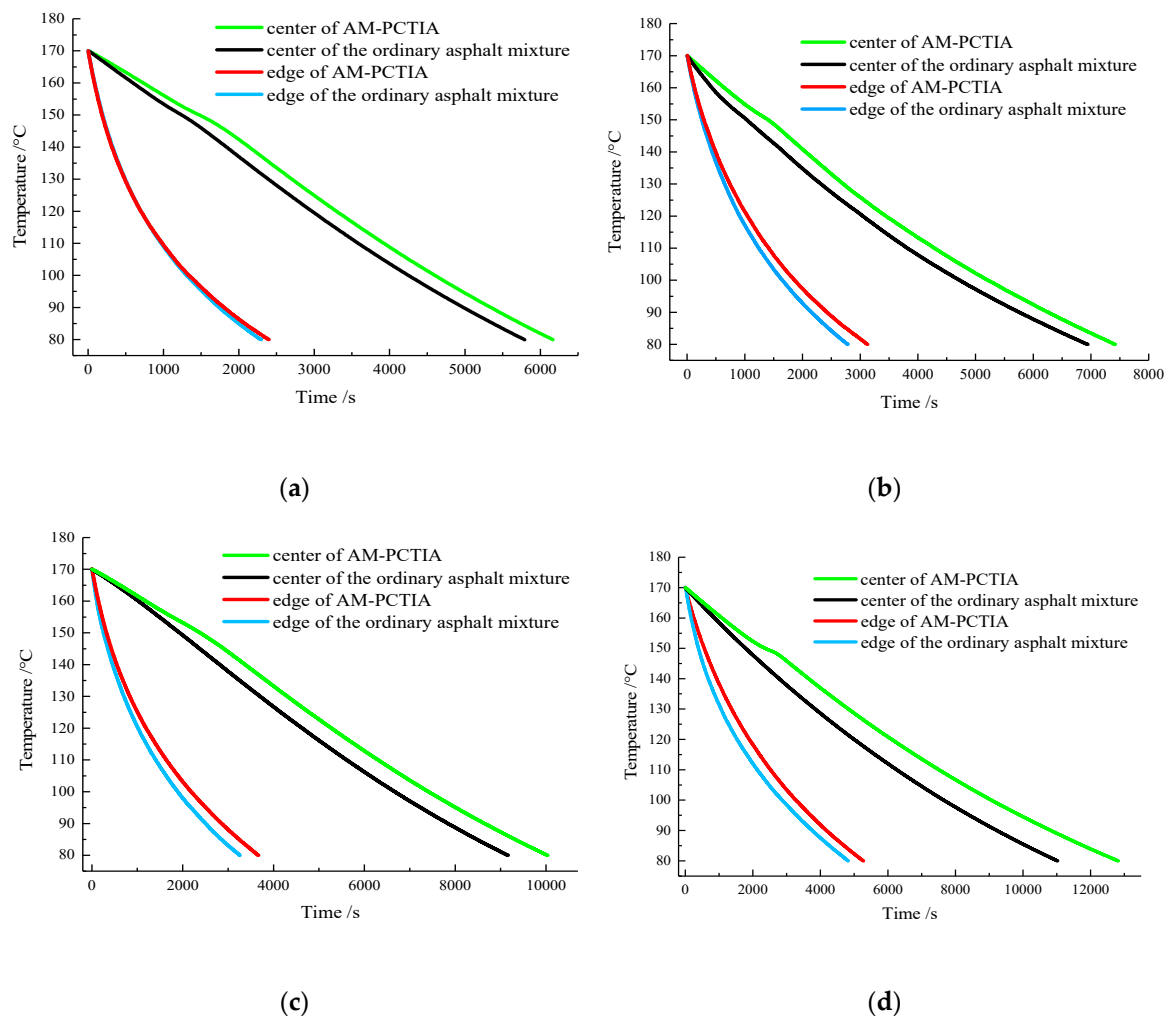 180
170
160
150
140
130
120
110
100
90
80
Temperature /°C
center of AM-PCTIA
center of the ordinary asphalt mixture
edge of AM-PCTIA
edge of the ordinary asphalt mixture
0 1000 2000 3000 4000 5000 6000
Time /s
(a)
180
170
160
150
140
130
120
110
100
90
80
Temperature /°C
center of AM-PCTIA
center of the ordinary asphalt mixture
edge of AM-PCTIA
edge of the ordinary asphalt mixture
0 1000 2000 3000 4000 5000 6000 7000 8000
Time /s
(b)
180
170
160
150
140
130
120
110
100
90
80
Temperature /°C
center of AM-PCTIA
center of the ordinary asphalt mixture
edge of AM-PCTIA
edge of the ordinary asphalt mixture
0 2000 4000 6000 8000 10000
Time /s
(c)
180
170
160
150
140
130
120
110
100
90
80
Temperature /°C
center of AM-PCTIA
center of the ordinary asphalt mixture
edge of AM-PCTIA
edge of the ordinary asphalt mixture
0 2000 4000 6000 8000 10000 12000
Time /s
(d)